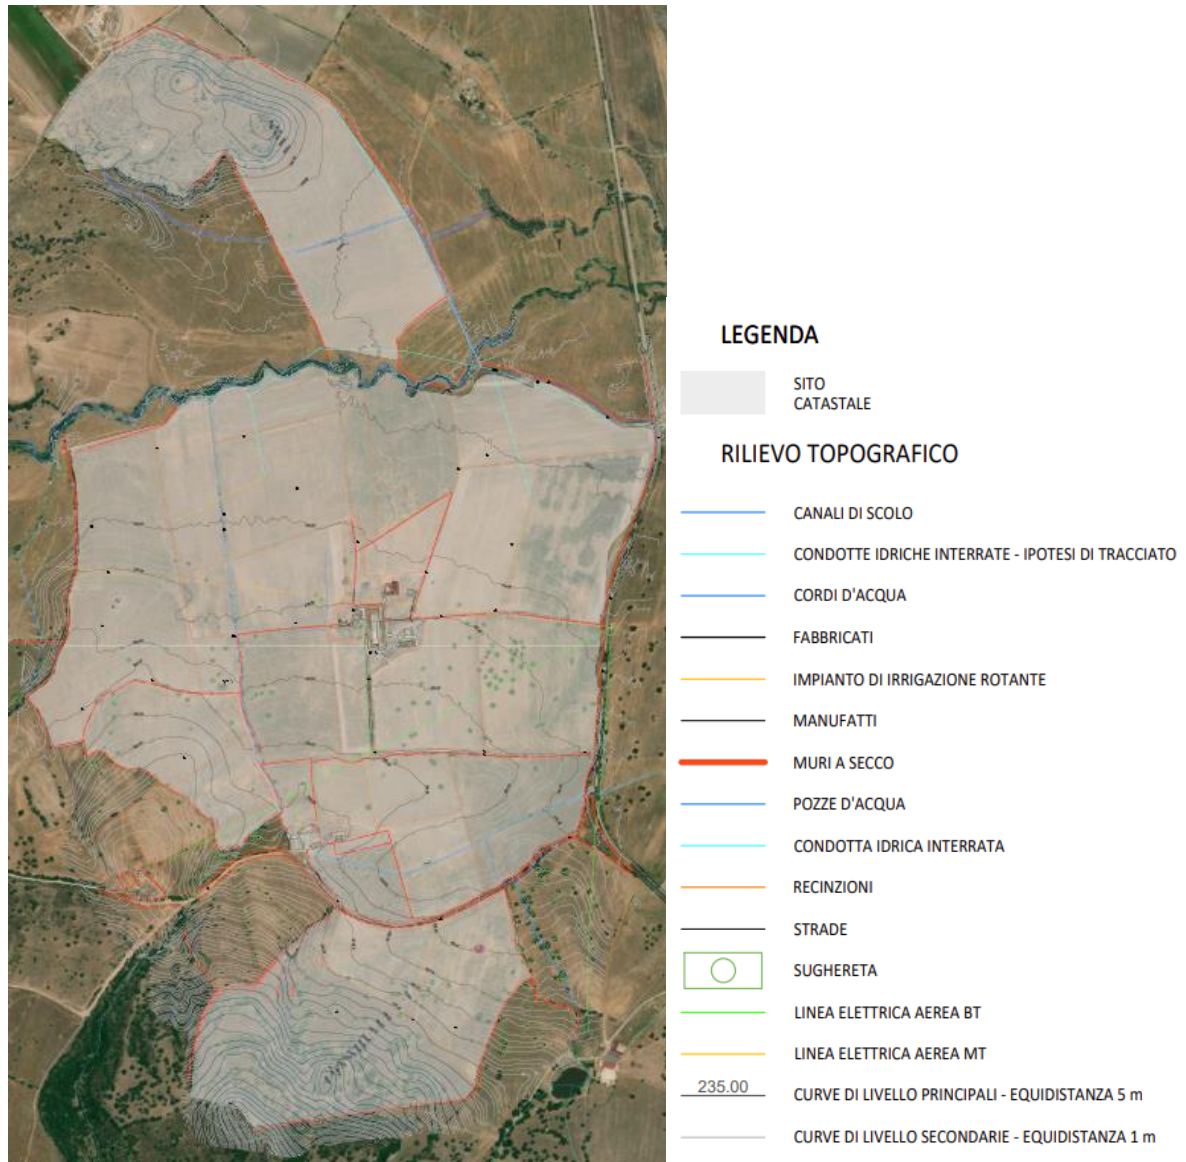 LEGENDA
SITO
CATASTALE
RILIEVO TOPOGRAFICO
CANALI DI SCOLO
CONDOTTE IDRICHE INTERRATE - IPOTESI DI TRACCIATO
CORDI D'ACQUA
FABBRICATI
IMPIANTO DI IRRIGAZIONE ROTANTE
MANUFATTI
MURI A SECCO
POZZE D'ACQUA
CONDOTTA IDRICA INTERRATA
RECINZIONI
STRADE
SUGHERETA
LINEA ELETTRICA AEREA BT
LINEA ELETTRICA AEREA MT
235.00
CURVE DI LIVELLO PRINCIPALI - EQUIDISTANZA 5 m
CURVE DI LIVELLO SECONDARIE - EQUIDISTANZA 1 m